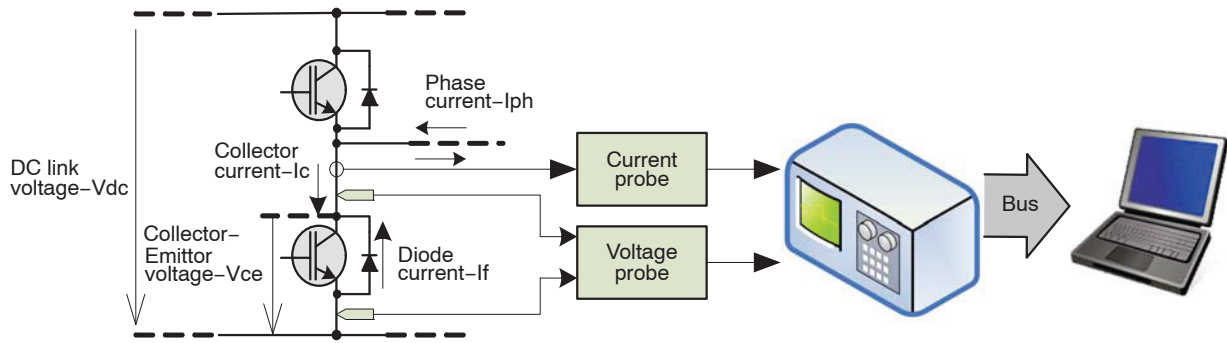 Phase
current–Iph
DC link
voltage–Vdc
Collector
current–Ic
Current
probe
Bus
Collector–
Emittor
voltage–Vce
Diode
current–If
Voltage
probe